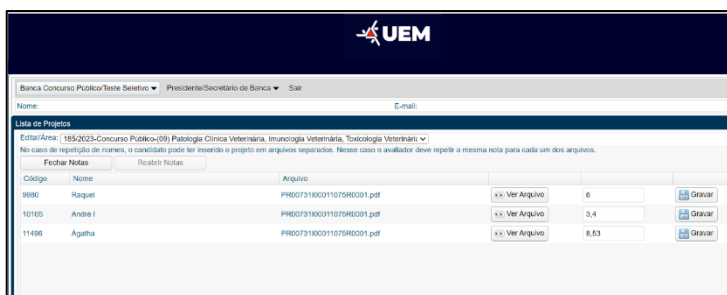 UEM
Banca Concurso Público/Teste Seletivo Presidente/Secretário de Banca Sair
Nome: E-mail:
Lista de Projetos
Edital/Área: 185/2023-Concurso Público-(09) Patologia Clínica Veterinária, Imunologia Veterinária, Toxicologia Veterinári
No caso de repetição de nomes, o candidato pode ter inserido o projeto em arquivos separados. Nesse caso o avaliador deve repetir a mesma nota para cada um dos arquivos.
Fechar Notas Reabrir Notas
Código Nome Arquivo
9980 Raquel PR00731I00011075R0001.pdf Ver Arquivo 6 Gravar
10105 André l PR00731I00011075R0001.pdf Ver Arquivo 3,4 Gravar
11496 Agatha PR00731I00011075R0001.pdf Ver Arquivo 8,53 Gravar